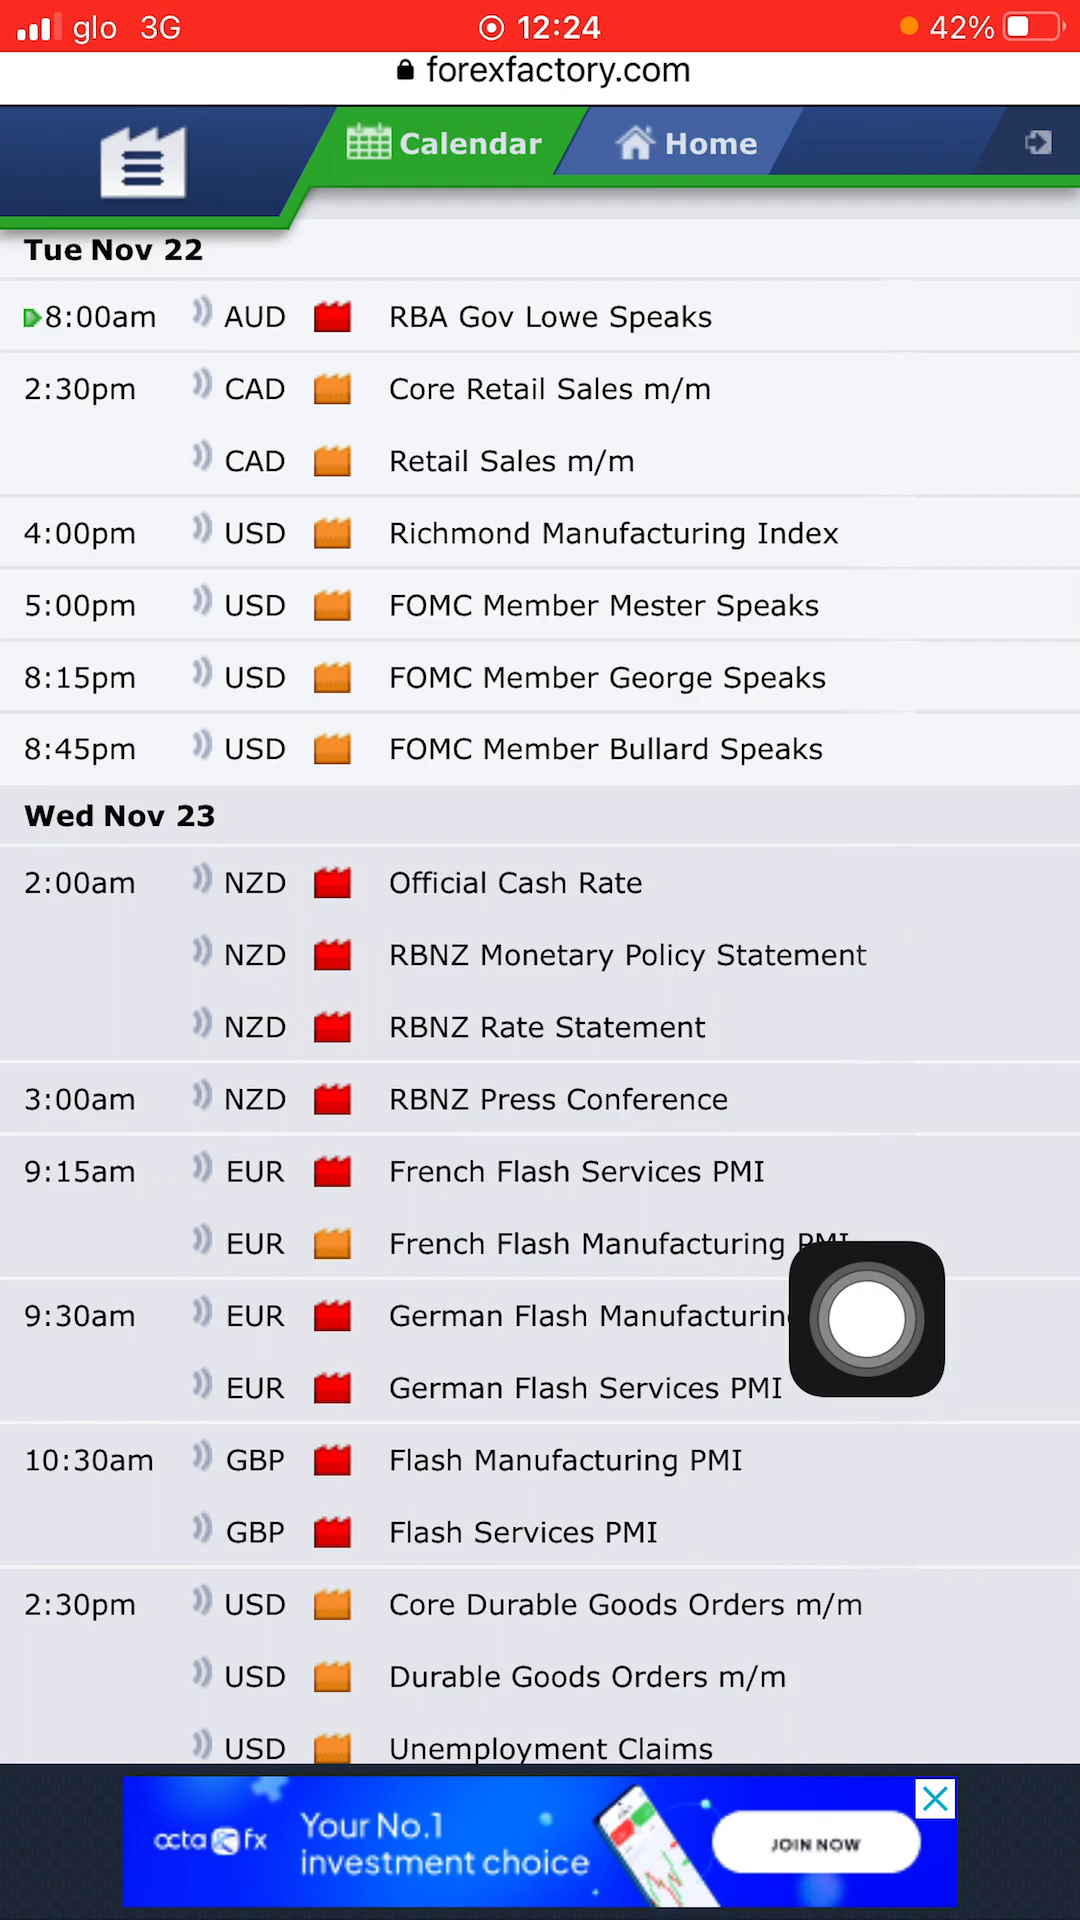 glo 3G 12:24 42%
forexfactory.com
Calendar Home
Tue Nov 22
8:00am AUD RBA Gov Lowe Speaks
2:30pm CAD Core Retail Sales m/m
CAD Retail Sales m/m
4:00pm USD Richmond Manufacturing Index
5:00pm USD FOMC Member Mester Speaks
8:15pm USD FOMC Member George Speaks
8:45pm USD FOMC Member Bullard Speaks
Wed Nov 23
2:00am NZD Official Cash Rate
NZD RBNZ Monetary Policy Statement
NZD RBNZ Rate Statement
3:00am NZD RBNZ Press Conference
9:15am EUR French Flash Services PMI
EUR French Flash Manufacturing PMI
9:30am EUR German Flash
EUR German Flash Services PMI
10:30am GBP Flash Manufacturing PMI
GBP Flash Services PMI
2:30pm USD Core Durable Goods Orders m/m
USD Durable Goods Orders m/m
USD Unemployment Claims
octa fx
Your No.1
investment choice
JOIN NOW